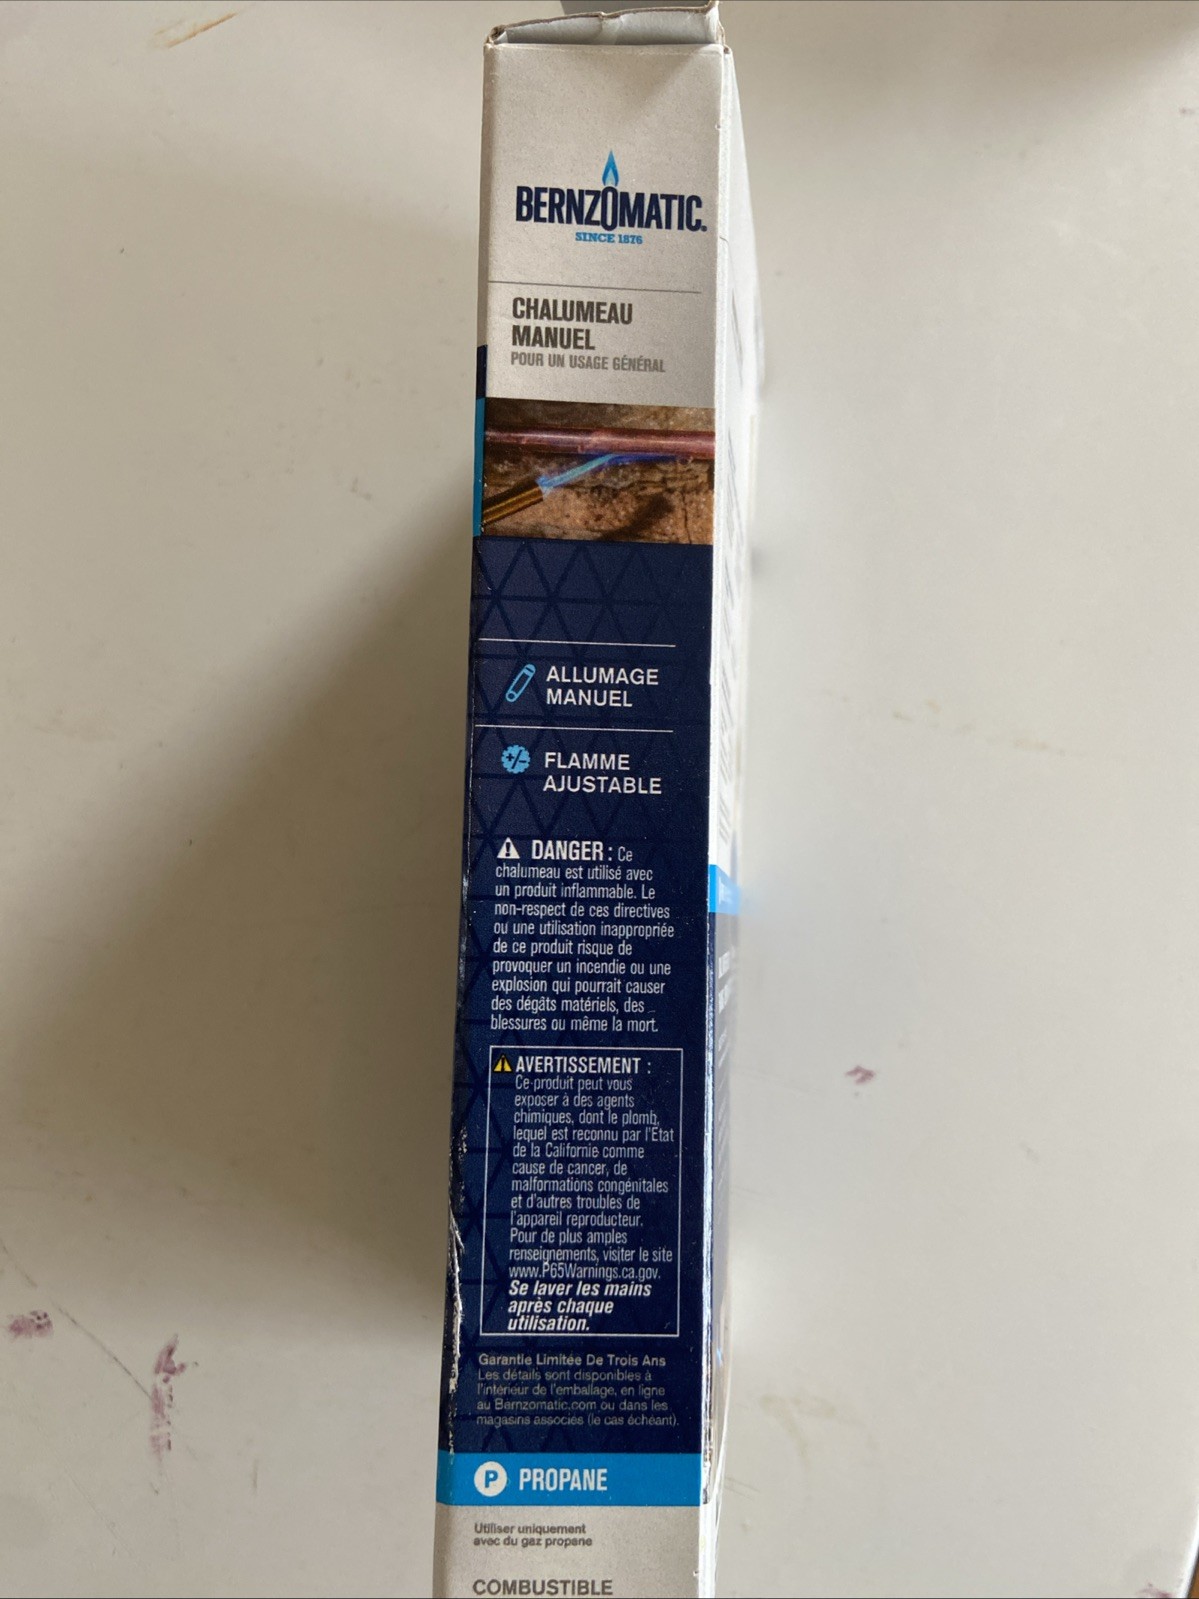 BERNZOMATIC.
SINCE 1876
CHALUMEAU
MANUEL
POUR UN USAGE GÉNÉRAL
ALLUMAGE
MANUEL
+/-
FLAMME
AJUSTABLE
DANGER : Ce
chalumeau est utilisé avec
un produit inflammable. Le
non-respect de ces directives
ou une utilisation inappropriée
de ce produit risque de
provoquer un incendie ou une
explosion qui pourrait causer
des dégâts matériels, des
blessures ou même la mort.
AVERTISSEMENT :
Ce produit peut vous
exposer à des agents
chimiques, dont le plomb,
lequel est reconnu par l'État
de la Californie comme
cause de cancer, de
malformations congénitales
et d'autres troubles de
l'appareil reproducteur.
Pour de plus amples
renseignements, visiter le site
www.P65Warnings.ca.gov.
Se laver les mains
après chaque
utilisation.
Garantie Limitée De Trois Ans
Les détails sont disponibles à
l'intérieur de l'emballage, en ligne
au Bernzomatic.com ou dans les
magasins associés (le cas échéant).
P PROPANE
Utiliser uniquement
avec du gaz propane
COMBUSTIBLE